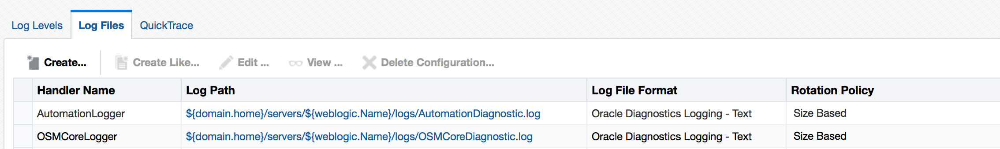 Log Levels Log Files QuickTrace
Create... Create Like... Edit ... View ... Delete Configuration...
Handler Name Log Path Log File Format Rotation Policy
AutomationLogger ${domain.home}/servers/${weblogic.Name}/logs/AutomationDiagnostic.log Oracle Diagnostics Logging - Text Size Based
OSMCoreLogger ${domain.home}/servers/${weblogic.Name}/logs/OSMCoreDiagnostic.log Oracle Diagnostics Logging - Text Size Based